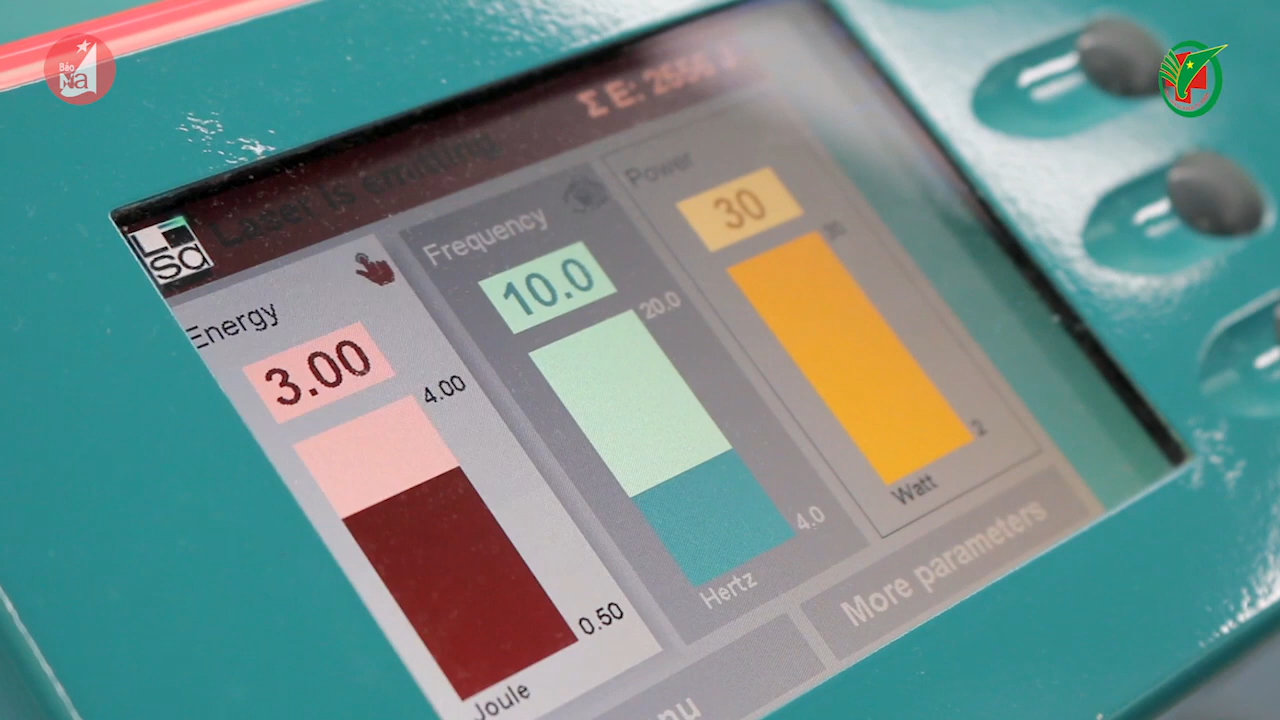 Báo
Σ E: 2556 J
Laser is emitting
LISA
Energy
3.00
4.00
0.50
Joule
Frequency
10.0
20.0
4.0
Hertz
Power
30
30
2
Watt
More parameters